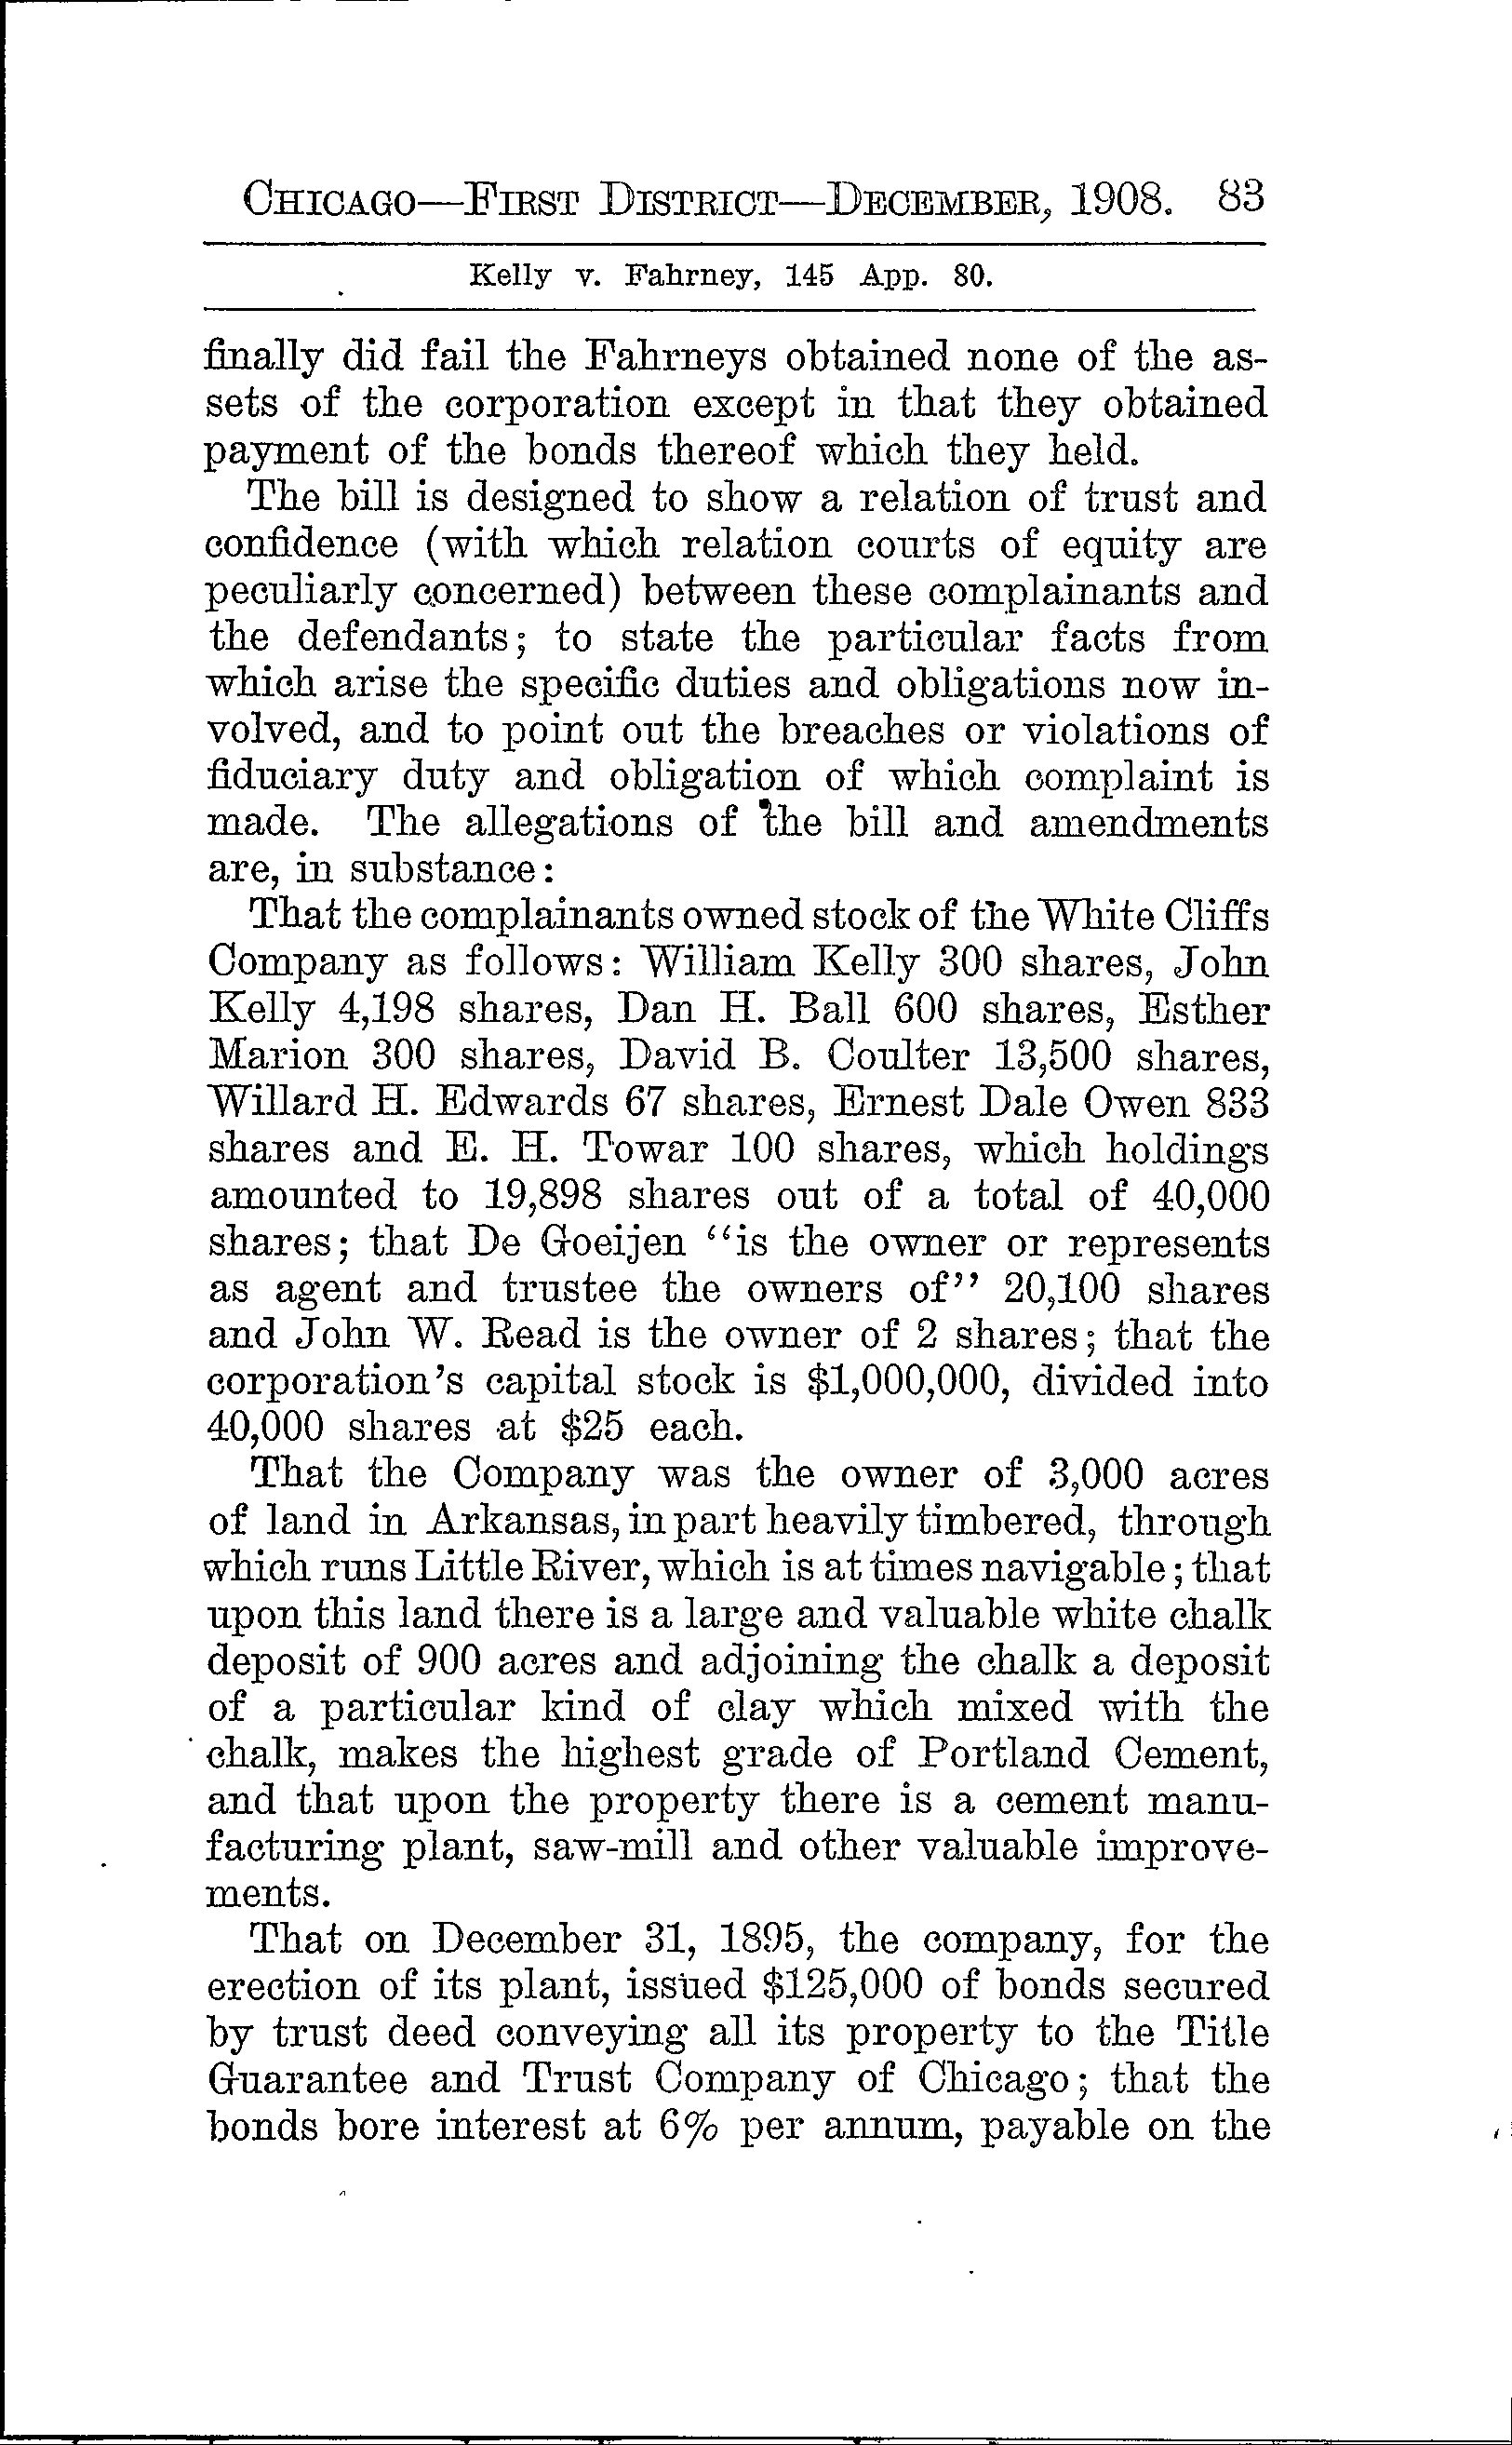 CHICAGO—FIRST DISTRICT—DECEMBER, 1908. 83
Kelly v. Fahrney, 145 App. 80.
finally did fail the Fahrneys obtained none of the as-
sets of the corporation except in that they obtained
payment of the bonds thereof which they held.
The bill is designed to show a relation of trust and
confidence (with which relation courts of equity are
peculiarly concerned) between these complainants and
the defendants; to state the particular facts from
which arise the specific duties and obligations now in-
volved, and to point out the breaches or violations of
fiduciary duty and obligation of which complaint is
made. The allegations of the bill and amendments
are, in substance:
That the complainants owned stock of the White Cliffs
Company as follows: William Kelly 300 shares, John
Kelly 4,198 shares, Dan H. Ball 600 shares, Esther
Marion 300 shares, David B. Coulter 13,500 shares,
Willard H. Edwards 67 shares, Ernest Dale Owen 833
shares and E. H. Towar 100 shares, which holdings
amounted to 19,898 shares out of a total of 40,000
shares; that De Goeijen "is the owner or represents
as agent and trustee the owners of" 20,100 shares
and John W. Read is the owner of 2 shares; that the
corporation's capital stock is $1,000,000, divided into
40,000 shares at $25 each.
That the Company was the owner of 3,000 acres
of land in Arkansas, in part heavily timbered, through
which runs Little River, which is at times navigable; that
upon this land there is a large and valuable white chalk
deposit of 900 acres and adjoining the chalk a deposit
of a particular kind of clay which mixed with the
chalk, makes the highest grade of Portland Cement,
and that upon the property there is a cement manu-
facturing plant, saw-mill and other valuable improve-
ments.
That on December 31, 1895, the company, for the
erection of its plant, issued $125,000 of bonds secured
by trust deed conveying all its property to the Title
Guarantee and Trust Company of Chicago; that the
bonds bore interest at 6% per annum, payable on the